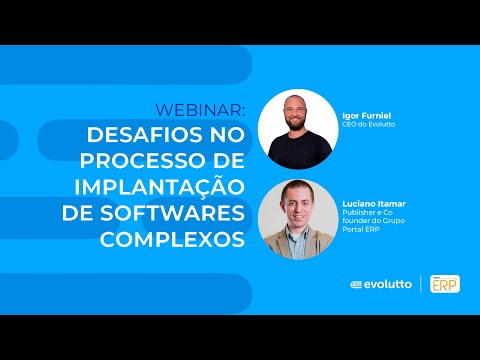 WEBINAR:
DESAFIOS NO
PROCESSO DE
IMPLANTAÇÃO
DE SOFTWARES
COMPLEXOS
Igor Furniel
CEO do Evolutto
Luciano Itamar
Publisher e Co
founder do Grupo
Portal ERP
evolutto
ERP